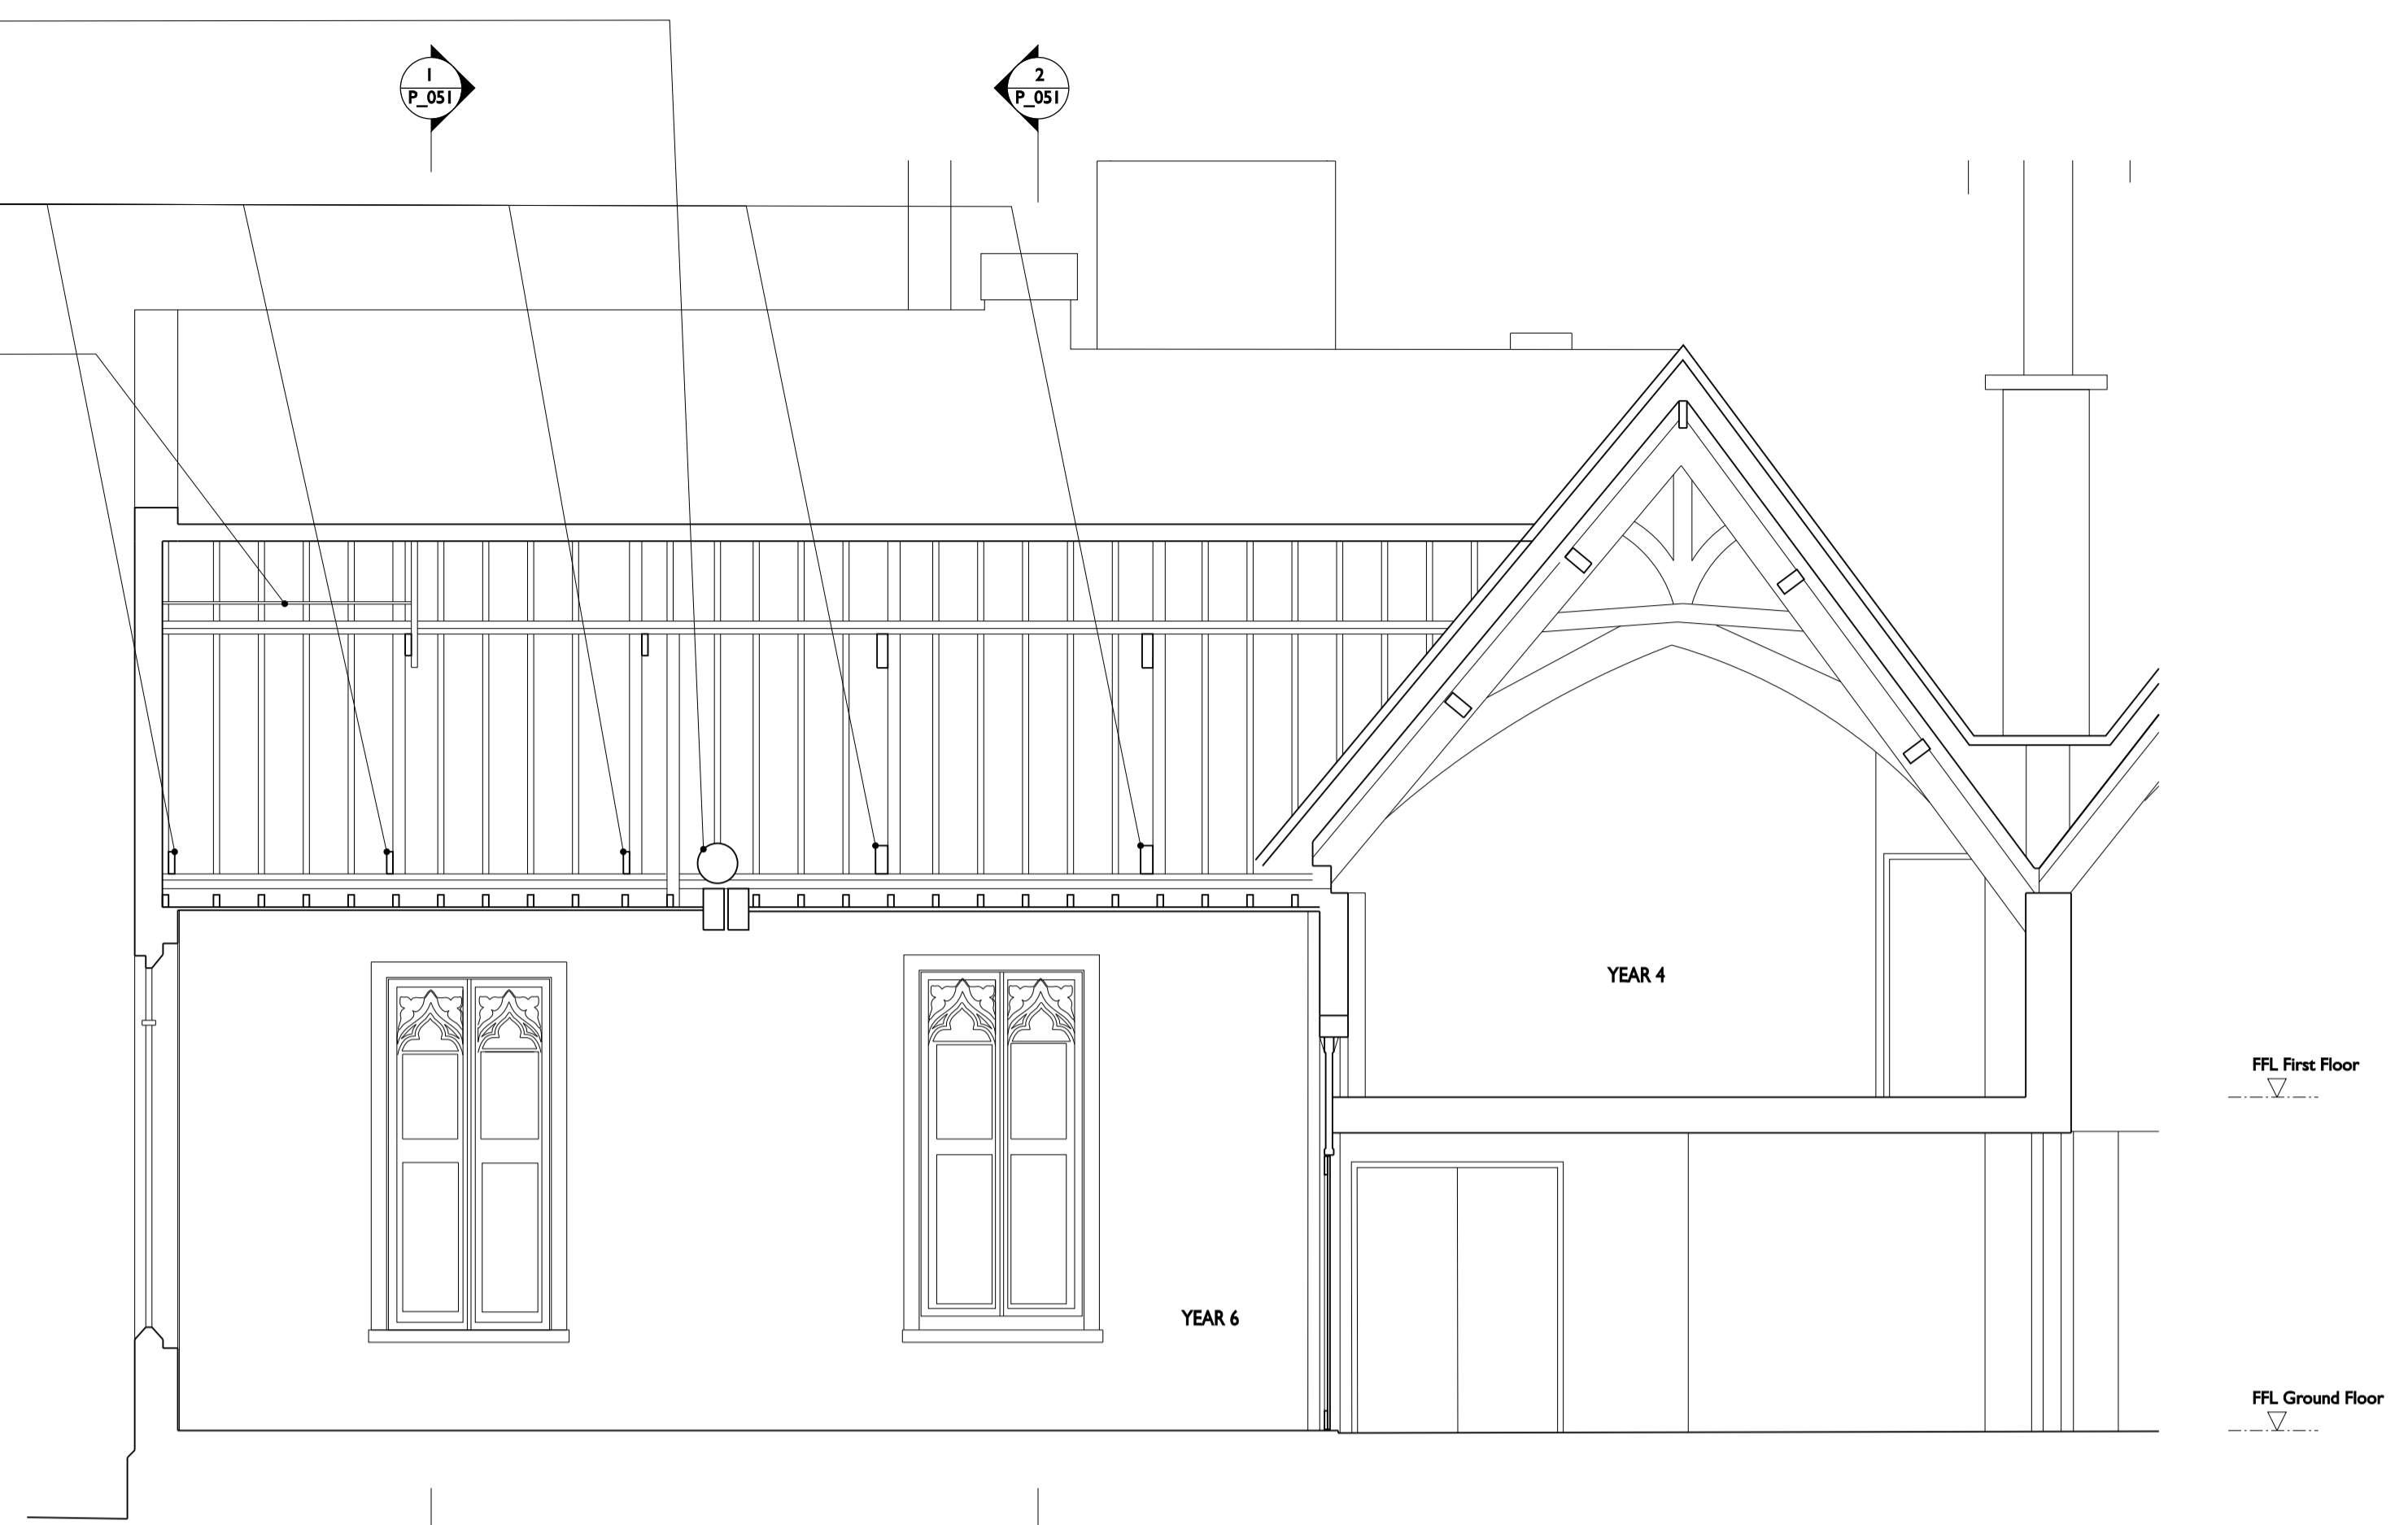 1
P_051
2
P_051
YEAR 4
FFL First Floor
YEAR 6
FFL Ground Floor